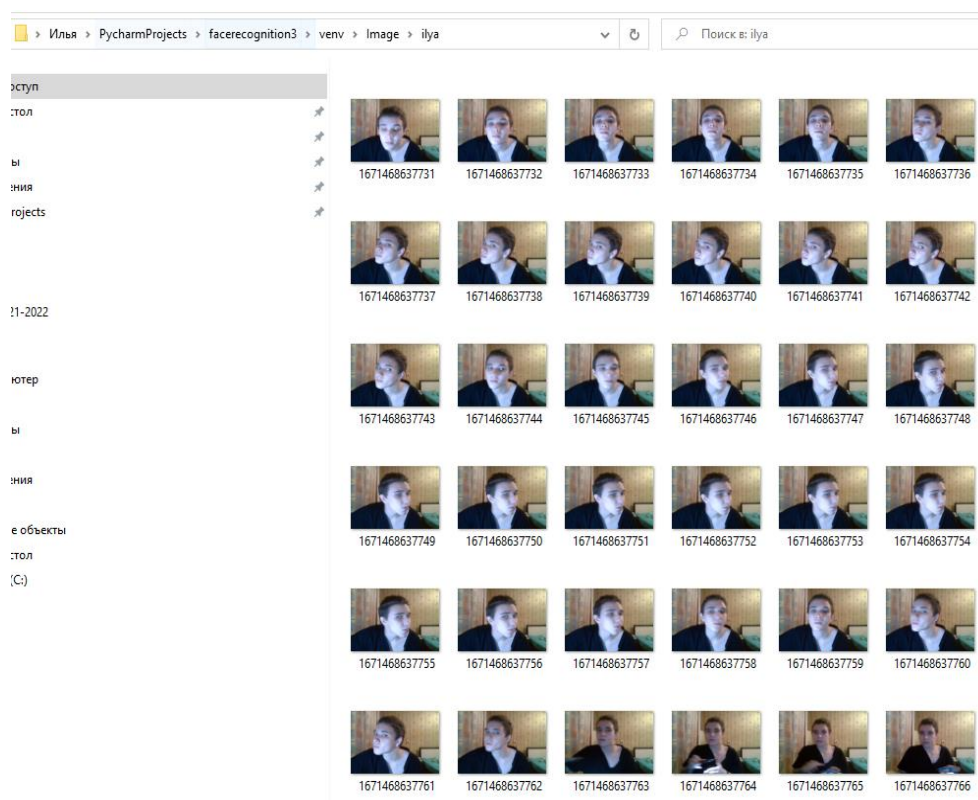 Илья › PycharmProjects › facerecognition3 › venv › Image › ilya
Поиск в: ilya
оступ
стол
ы
ения
rojects
21-2022
ютер
ы
ения
е объекты
стол
(C:)
1671468637731 1671468637732 1671468637733 1671468637734 1671468637735 1671468637736
1671468637737 1671468637738 1671468637739 1671468637740 1671468637741 1671468637742
1671468637743 1671468637744 1671468637745 1671468637746 1671468637747 1671468637748
1671468637749 1671468637750 1671468637751 1671468637752 1671468637753 1671468637754
1671468637755 1671468637756 1671468637757 1671468637758 1671468637759 1671468637760
1671468637761 1671468637762 1671468637763 1671468637764 1671468637765 1671468637766